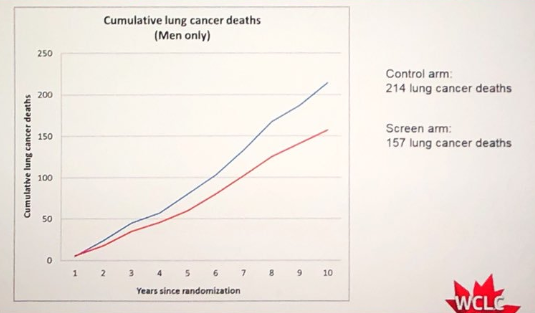 Cumulative lung cancer deaths
(Men only)
Cumulative lung cancer deaths
250
200
150
100
50
0
1 2 3 4 5 6 7 8 9 10
Years since randomization
Control arm:
214 lung cancer deaths
Screen arm:
157 lung cancer deaths
WCLC